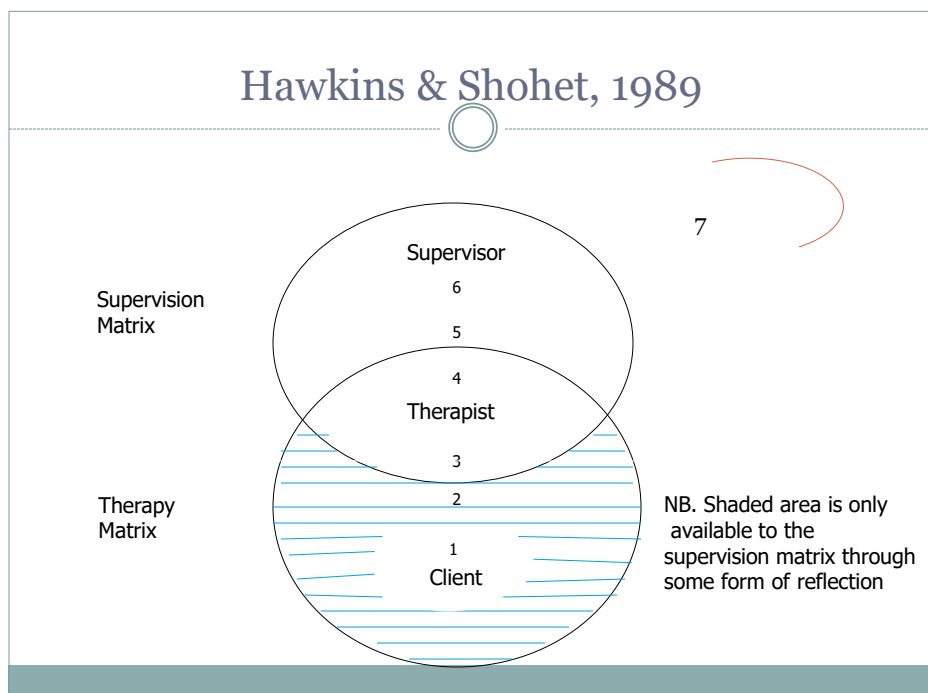 Hawkins & Shohet, 1989
7
Supervisor
6
Supervision
Matrix
5
4
Therapist
3
2
Therapy
Matrix
NB. Shaded area is only
available to the
supervision matrix through
some form of reflection
1
Client